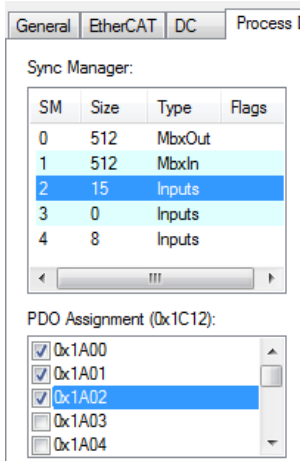 General EtherCAT DC Process
Sync Manager:
SM Size Type Flags
0 512 MbxOut
1 512 MbxIn
2 15 Inputs
3 0 Inputs
4 8 Inputs
PDO Assignment (0x1C12):
0x1A00
0x1A01
0x1A02
0x1A03
0x1A04